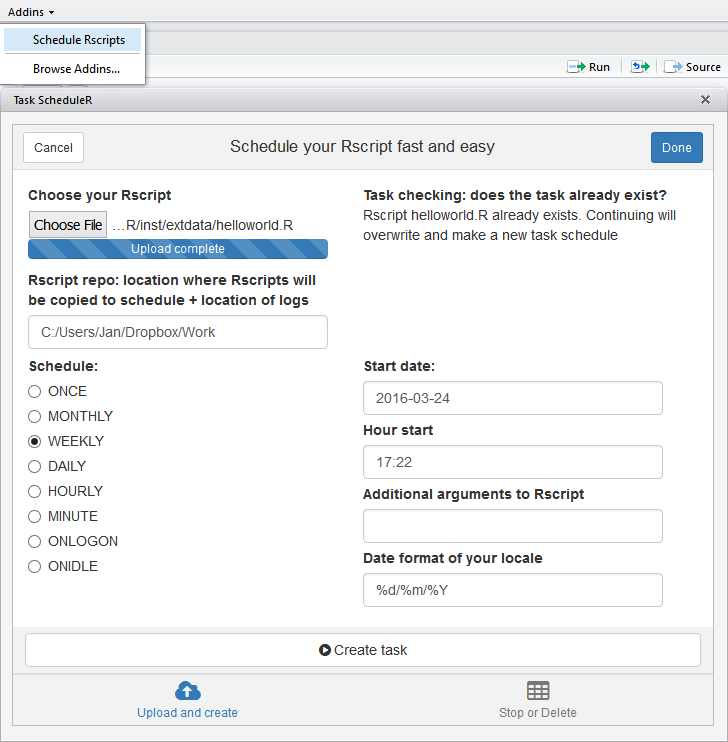 Addins
Schedule Rscripts
Browse Addins...
Run
Source
Task ScheduleR
Cancel
Schedule your Rscript fast and easy
Done
Choose your Rscript
Choose File …R/inst/extdata/helloworld.R
Upload complete
Task checking: does the task already exist?
Rscript helloworld.R already exists. Continuing will
overwrite and make a new task schedule
Rscript repo: location where Rscripts will
be copied to schedule + location of logs
C:/Users/Jan/Dropbox/Work
Schedule:
ONCE
MONTHLY
WEEKLY
DAILY
HOURLY
MINUTE
ONLOGON
ONIDLE
Start date:
2016-03-24
Hour start
17:22
Additional arguments to Rscript
Date format of your locale
%d/%m/%Y
Create task
Upload and create
Stop or Delete